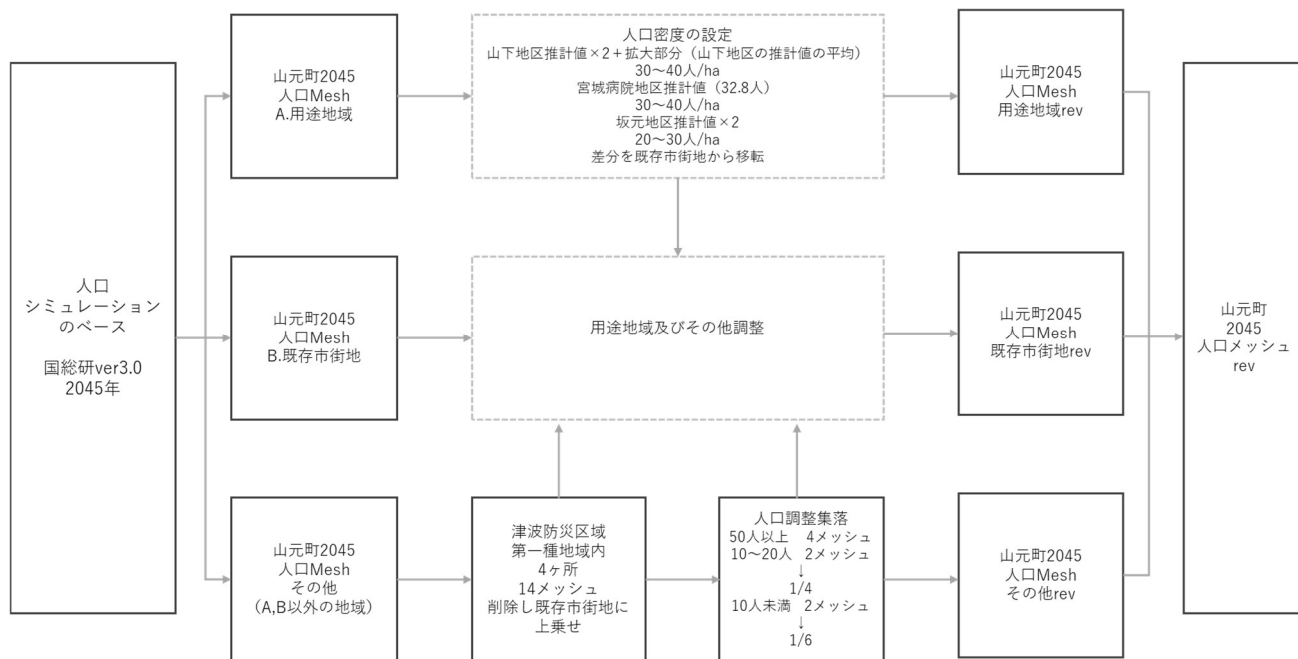 人口
シミュレーション
のベース
国総研ver3.0
2045年
山元町2045
人口Mesh
A.用途地域
人口密度の設定
山下地区推計値×2+拡大部分（山下地区の推計値の平均）
30～40人/ha
宮城病院地区推計値（32.8人）
30～40人/ha
坂元地区推計値×2
20～30人/ha
差分を既存市街地から移転
山元町2045
人口Mesh
用途地域rev
山元町2045
人口Mesh
B.既存市街地
用途地域及びその他調整
山元町2045
人口Mesh
既存市街地rev
山元町2045
人口Mesh
その他
（A,B以外の地域）
津波防災区域
第一種地域内
4ヶ所
14メッシュ
削除し既存市街地に
上乗せ
人口調整集落
50人以上　4メッシュ
10～20人　2メッシュ
↓
1/4
10人未満　2メッシュ
↓
1/6
山元町2045
人口Mesh
その他rev
山元町
2045
人口メッシュ
rev